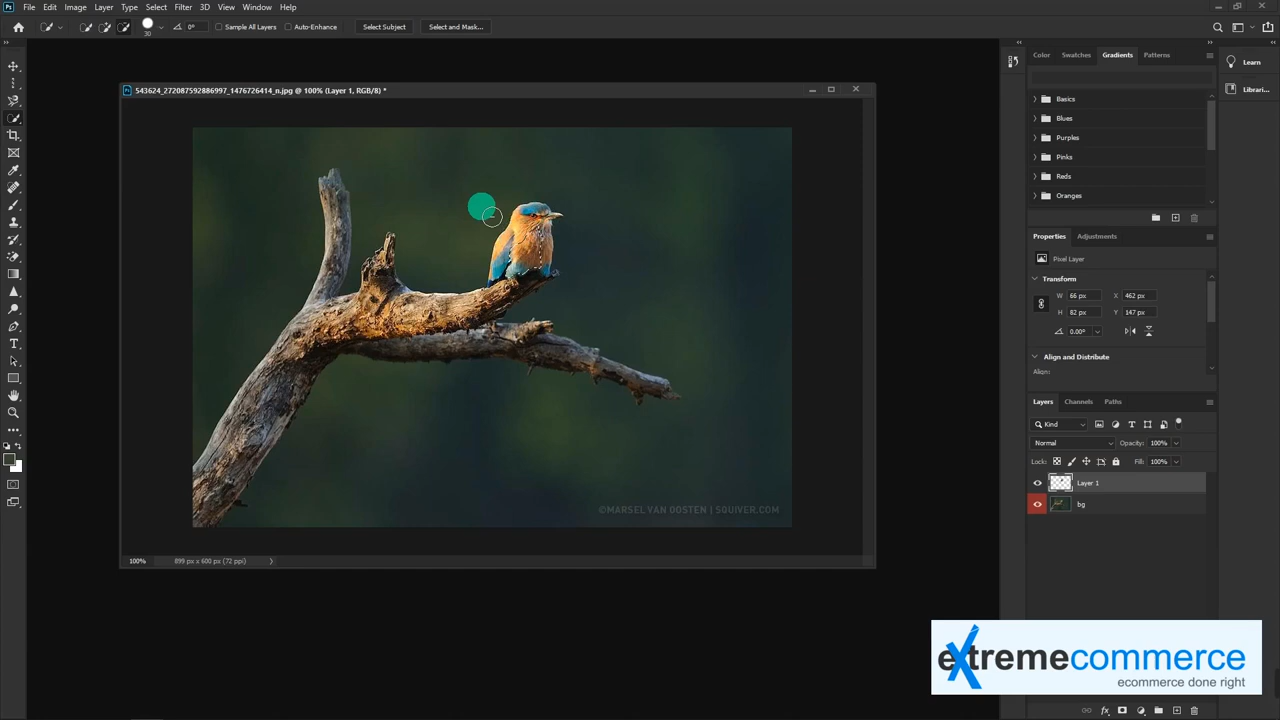 File Edit Image Layer Type Select Filter 3D View Window Help
30 0° Sample All Layers Auto-Enhance Select Subject Select and Mask...
543624_272087592886997_1476726414_n.jpg @ 100% (Layer 1, RGB/8) *
©MARSEL VAN OOSTEN | SQUIVER.COM
100% 899 px x 600 px (72 ppi)
Color Swatches Gradients Patterns
Basics
Blues
Purples
Pinks
Reds
Oranges
Learn
Librari...
Properties Adjustments
Pixel Layer
Transform
W 66 px X 462 px
H 82 px Y 147 px
0.00°
Align and Distribute
Align:
Layers Channels Paths
Kind
Normal Opacity: 100%
Lock: Fill: 100%
Layer 1
bg
extremecommerce
ecommerce done right